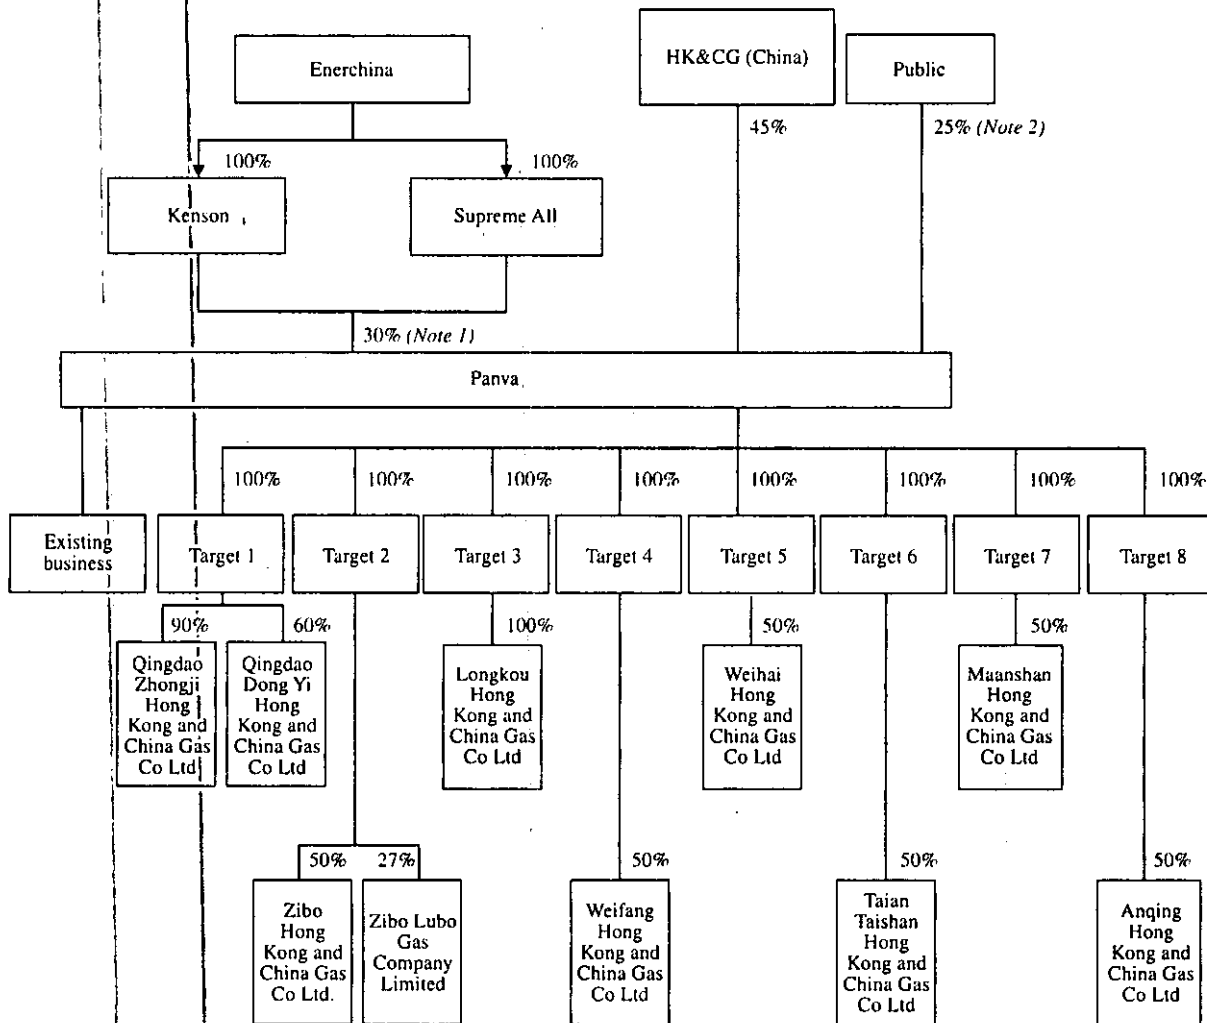 Enerchina
HK&CG (China)
Public
45%
25% (Note 2)
100%
100%
Kenson
Supreme All
30% (Note 1)
Panva
100%
100%
100%
100%
100%
100%
100%
100%
Existing
business
Target 1
Target 2
Target 3
Target 4
Target 5
Target 6
Target 7
Target 8
90%
60%
100%
50%
50%
Qingdao
Zhongji
Hong
Kong and
China Gas
Co Ltd
Qingdao
Dong Yi
Hong
Kong and
China Gas
Co Ltd
Longkou
Hong
Kong and
China Gas
Co Ltd
Weihai
Hong
Kong and
China Gas
Co Ltd
Maanshan
Hong
Kong and
China Gas
Co Ltd
50%
27%
50%
50%
50%
Zibo
Hong
Kong and
China Gas
Co Ltd.
Zibo Lubo
Gas
Company
Limited
Weifang
Hong
Kong and
China Gas
Co Ltd
Taian
Taishan
Hong
Kong and
China Gas
Co Ltd
Anqing
Hong
Kong and
China Gas
Co Ltd